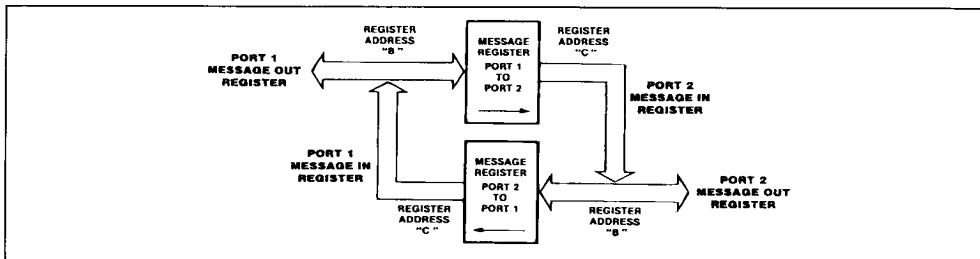 REGISTER
ADDRESS
"B"
PORT 1
MESSAGE OUT
REGISTER
MESSAGE
REGISTER
PORT 1
TO
PORT 2
REGISTER
ADDRESS
"C"
PORT 2
MESSAGE IN
REGISTER
PORT 1
MESSAGE IN
REGISTER
REGISTER
ADDRESS
"C"
MESSAGE
REGISTER
PORT 2
TO
PORT 1
REGISTER
ADDRESS
"B"
PORT 2
MESSAGE OUT
REGISTER